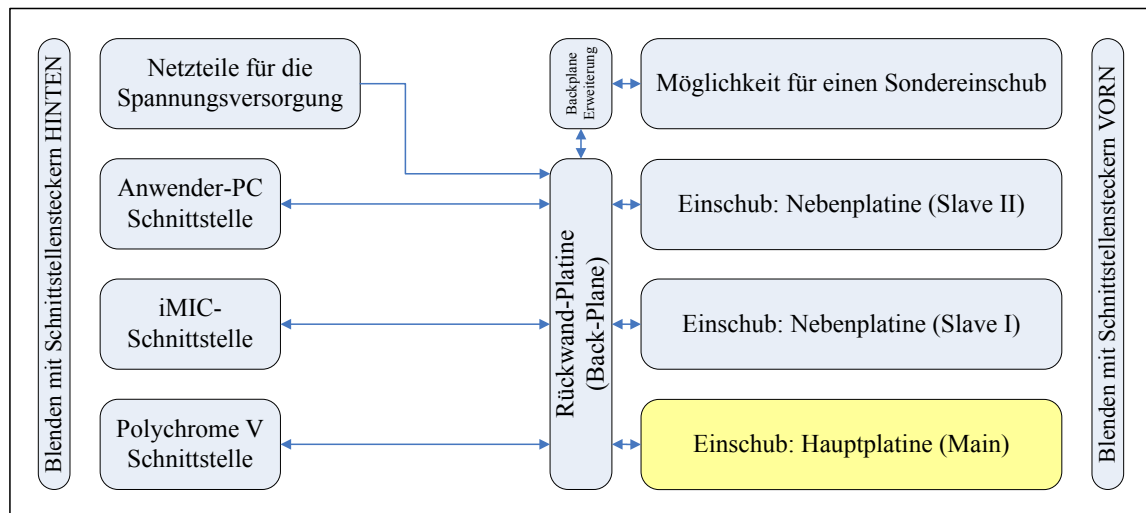 Blenden mit Schnittstellensteckern HINTEN
Netzteile für die
Spannungsversorgung
Anwender-PC
Schnittstelle
iMIC-
Schnittstelle
Polychrome V
Schnittstelle
Backplane
Erweiterung
Rückwand-Platine
(Back-Plane)
Möglichkeit für einen Sondereinschub
Einschub: Nebenplatine (Slave II)
Einschub: Nebenplatine (Slave I)
Einschub: Hauptplatine (Main)
Blenden mit Schnittstellensteckern VORN